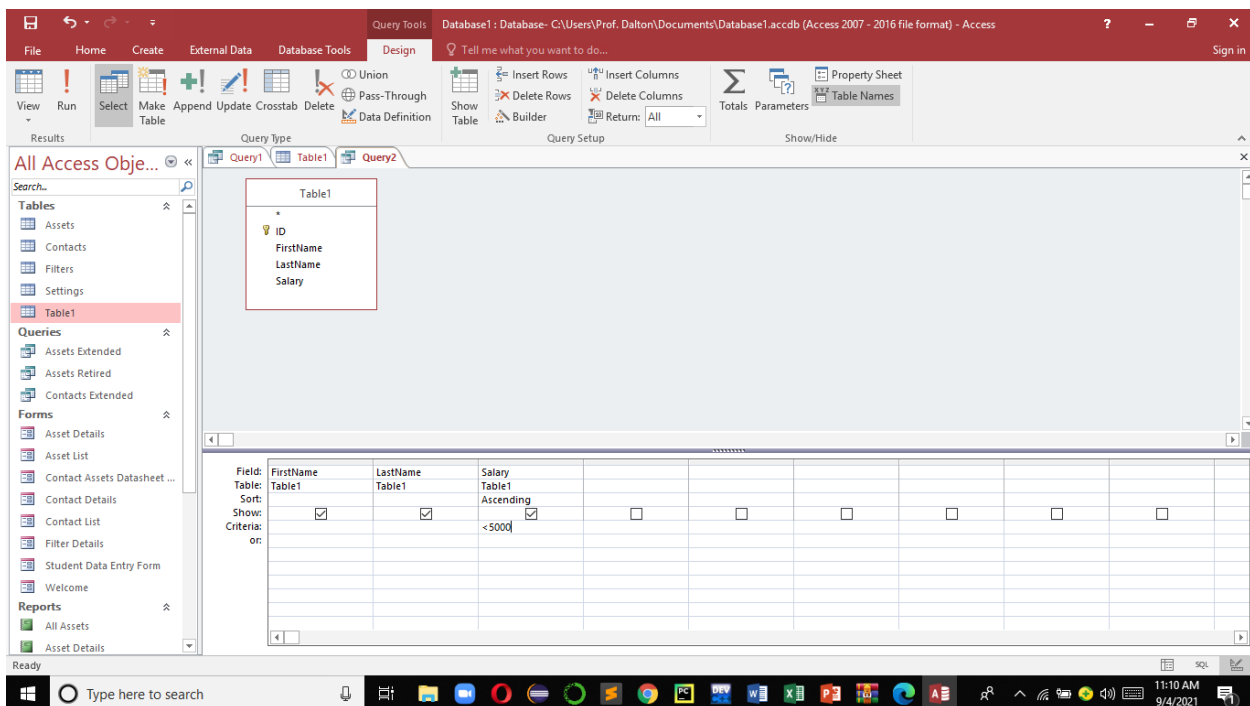 Query Tools Database1 : Database- C:\Users\Prof. Dalton\Documents\Database1.accdb (Access 2007 - 2016 file format) - Access ?
File Home Create External Data Database Tools Design Tell me what you want to do... Sign in
View Run Select Make Table Append Update Crosstab Delete
Union
Pass-Through
Data Definition
Show Table
Insert Rows
Delete Rows
Builder
Insert Columns
Delete Columns
Return: All
Totals Parameters
Property Sheet
XYZ Table Names
Results Query Type Query Setup Show/Hide
All Access Obje... «
Query1 Table1 Query2
Search...
Tables
Assets
Contacts
Filters
Settings
Table1
Queries
Assets Extended
Assets Retired
Contacts Extended
Forms
Asset Details
Asset List
Contact Assets Datasheet ...
Contact Details
Contact List
Filter Details
Student Data Entry Form
Welcome
Reports
All Assets
Asset Details
Table1
*
ID
FirstName
LastName
Salary
Field: FirstName LastName Salary
Table: Table1 Table1 Table1
Sort: Ascending
Show:
Criteria: <5000
or:
Ready SQL
Type here to search
PC DEV
11:10 AM
9/4/2021